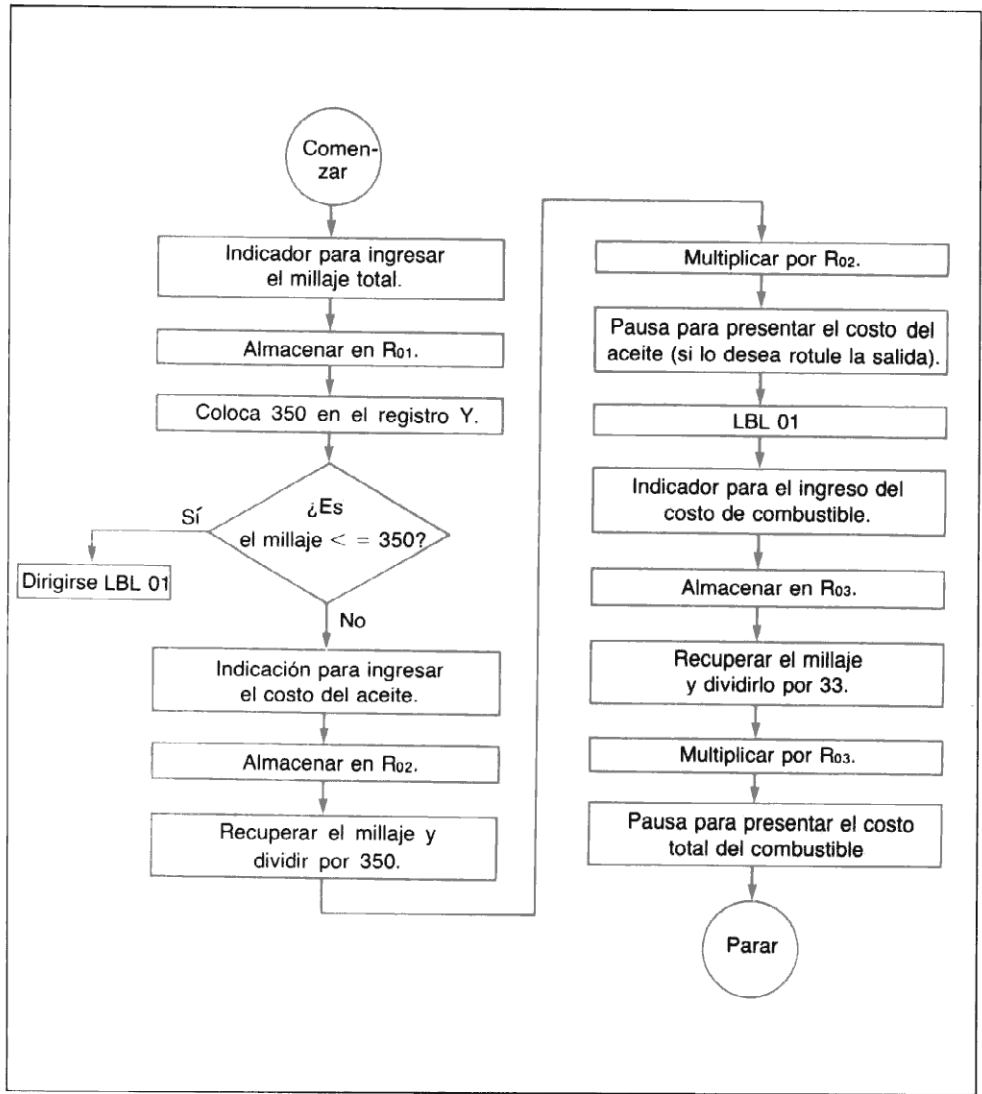 Comen-
zar
Indicador para ingresar
el millaje total.
Almacenar en R01.
Coloca 350 en el registro Y.
¿Es
el millaje < = 350?
Sí
Dirigirse LBL 01
No
Indicación para ingresar
el costo del aceite.
Almacenar en R02.
Recuperar el millaje y
dividir por 350.
Multiplicar por R02.
Pausa para presentar el costo del
aceite (si lo desea rotule la salida).
LBL 01
Indicador para el ingreso del
costo de combustible.
Almacenar en R03.
Recuperar el millaje
y dividirlo por 33.
Multiplicar por R03.
Pausa para presentar el costo
total del combustible
Parar